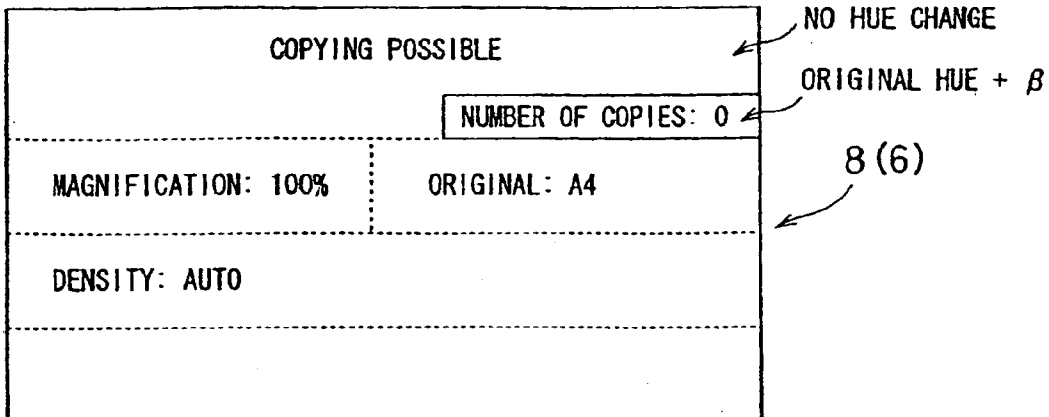 COPYING POSSIBLE
NO HUE CHANGE
ORIGINAL HUE + β
NUMBER OF COPIES: 0
8(6)
MAGNIFICATION: 100%
ORIGINAL: A4
DENSITY: AUTO